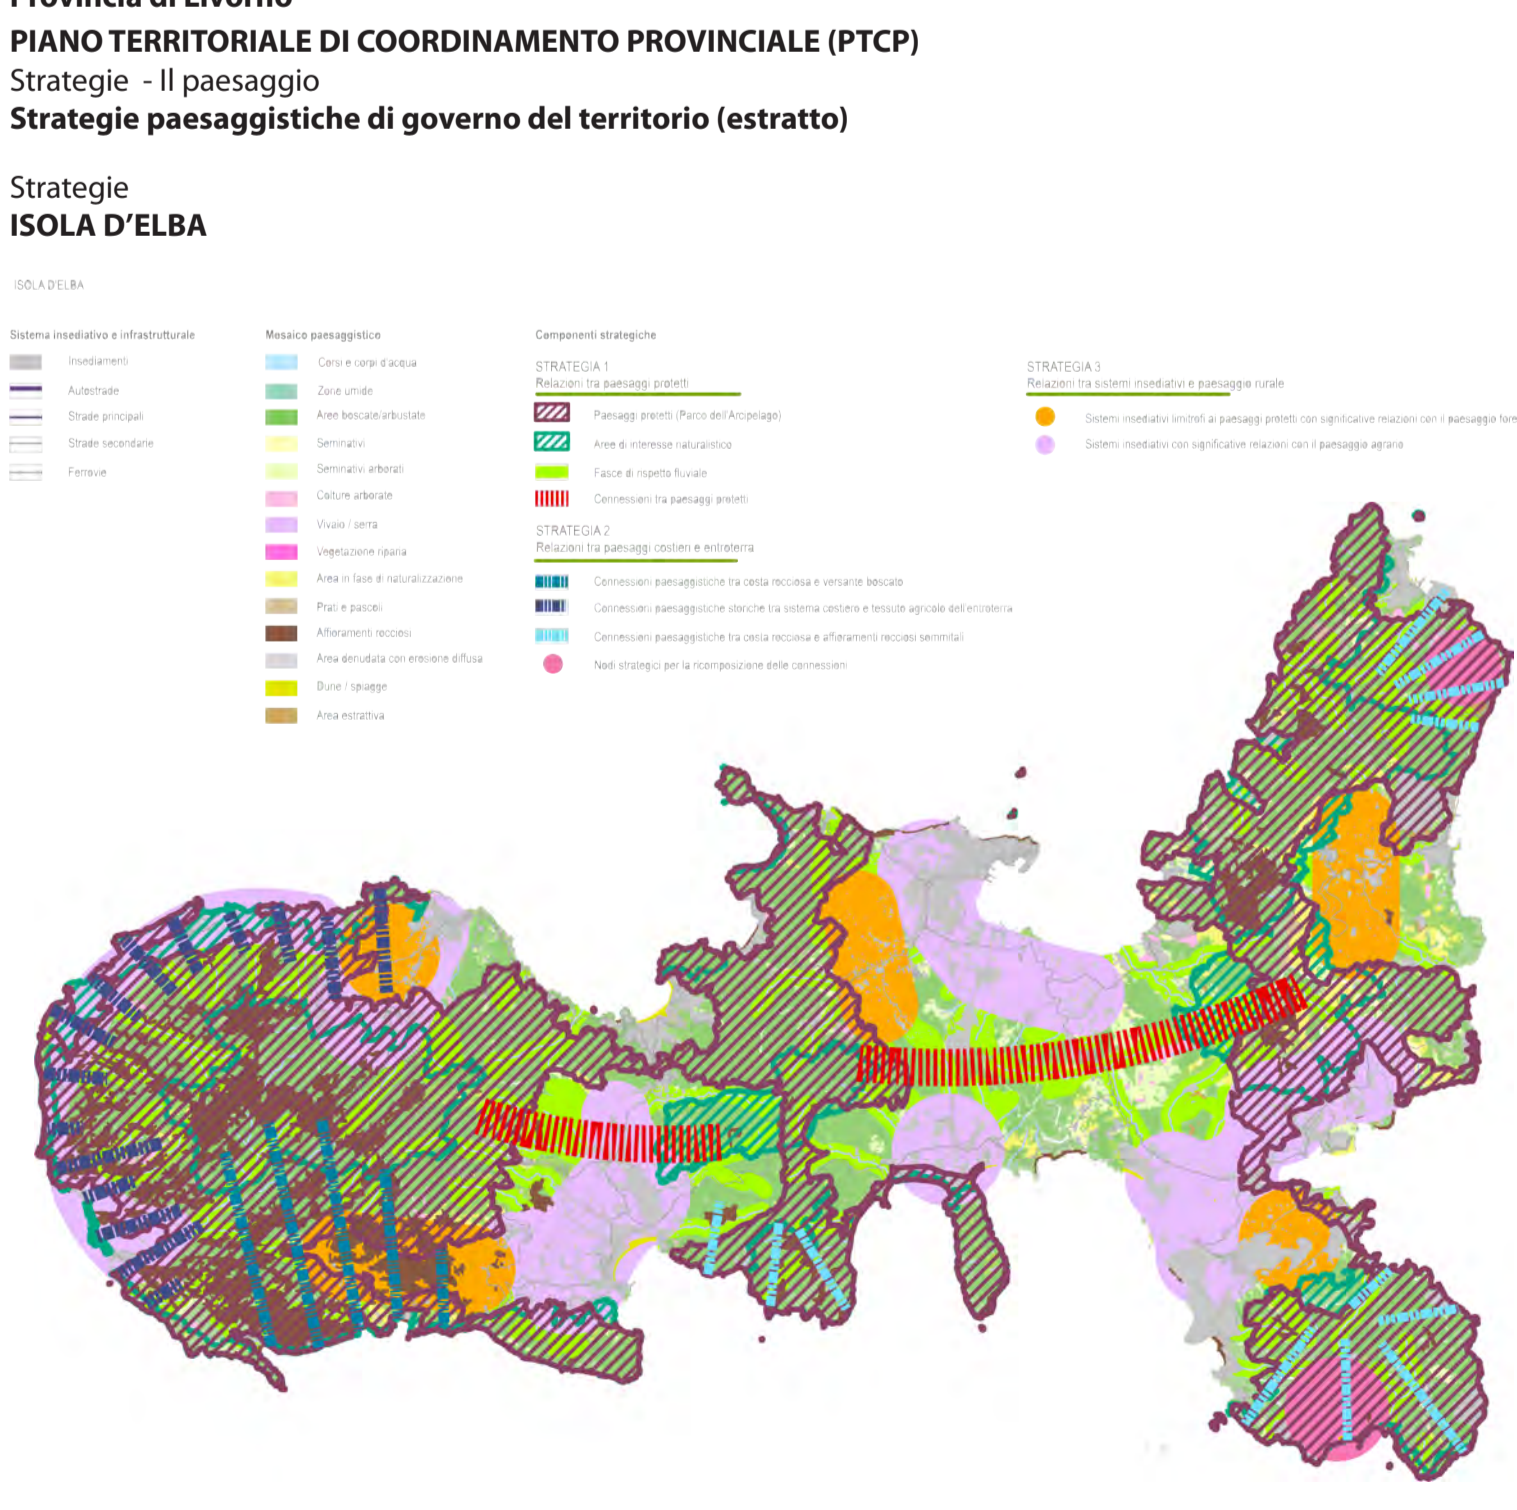 Provincia di Livorno
PIANO TERRITORIALE DI COORDINAMENTO PROVINCIALE (PTCP)
Strategie - Il paesaggio
Strategie paesaggistiche di governo del territorio (estratto)
Strategie
ISOLA D'ELBA
ISOLA D'ELBA
Sistema insediativo e infrastrutturale
Insediamenti
Autostrade
Strade principali
Strade secondarie
Ferrovie
Mosaico paesaggistico
Corsi e corpi d'acqua
Zone umide
Aree boscate/arbustate
Seminativi
Seminativi arborati
Colture arborate
Vivaio / serra
Vegetazione riparia
Area in fase di naturalizzazione
Prati e pascoli
Affioramenti rocciosi
Area denudata con erosione diffusa
Dune / spiagge
Area estrattiva
Componenti strategiche
STRATEGIA 1
Relazioni tra paesaggi protetti
Paesaggi protetti (Parco dell'Arcipelago)
Aree di interesse naturalistico
Fasce di rispetto fluviale
Connessioni tra paesaggi protetti
STRATEGIA 2
Relazioni tra paesaggi costieri e entroterra
Connessioni paesaggistiche tra costa rocciosa e versante boscato
Connessioni paesaggistiche storiche tra sistema costiero e tessuto agricolo dell'entroterra
Connessioni paesaggistiche tra costa rocciosa e affioramenti rocciosi sommitali
Nodi strategici per la ricomposizione delle connessioni
STRATEGIA 3
Relazioni tra sistemi insediativi e paesaggio rurale
Sistemi insediativi limitrofi ai paesaggi protetti con significative relazioni con il paesaggio fore
Sistemi insediativi con significative relazioni con il paesaggio agrario